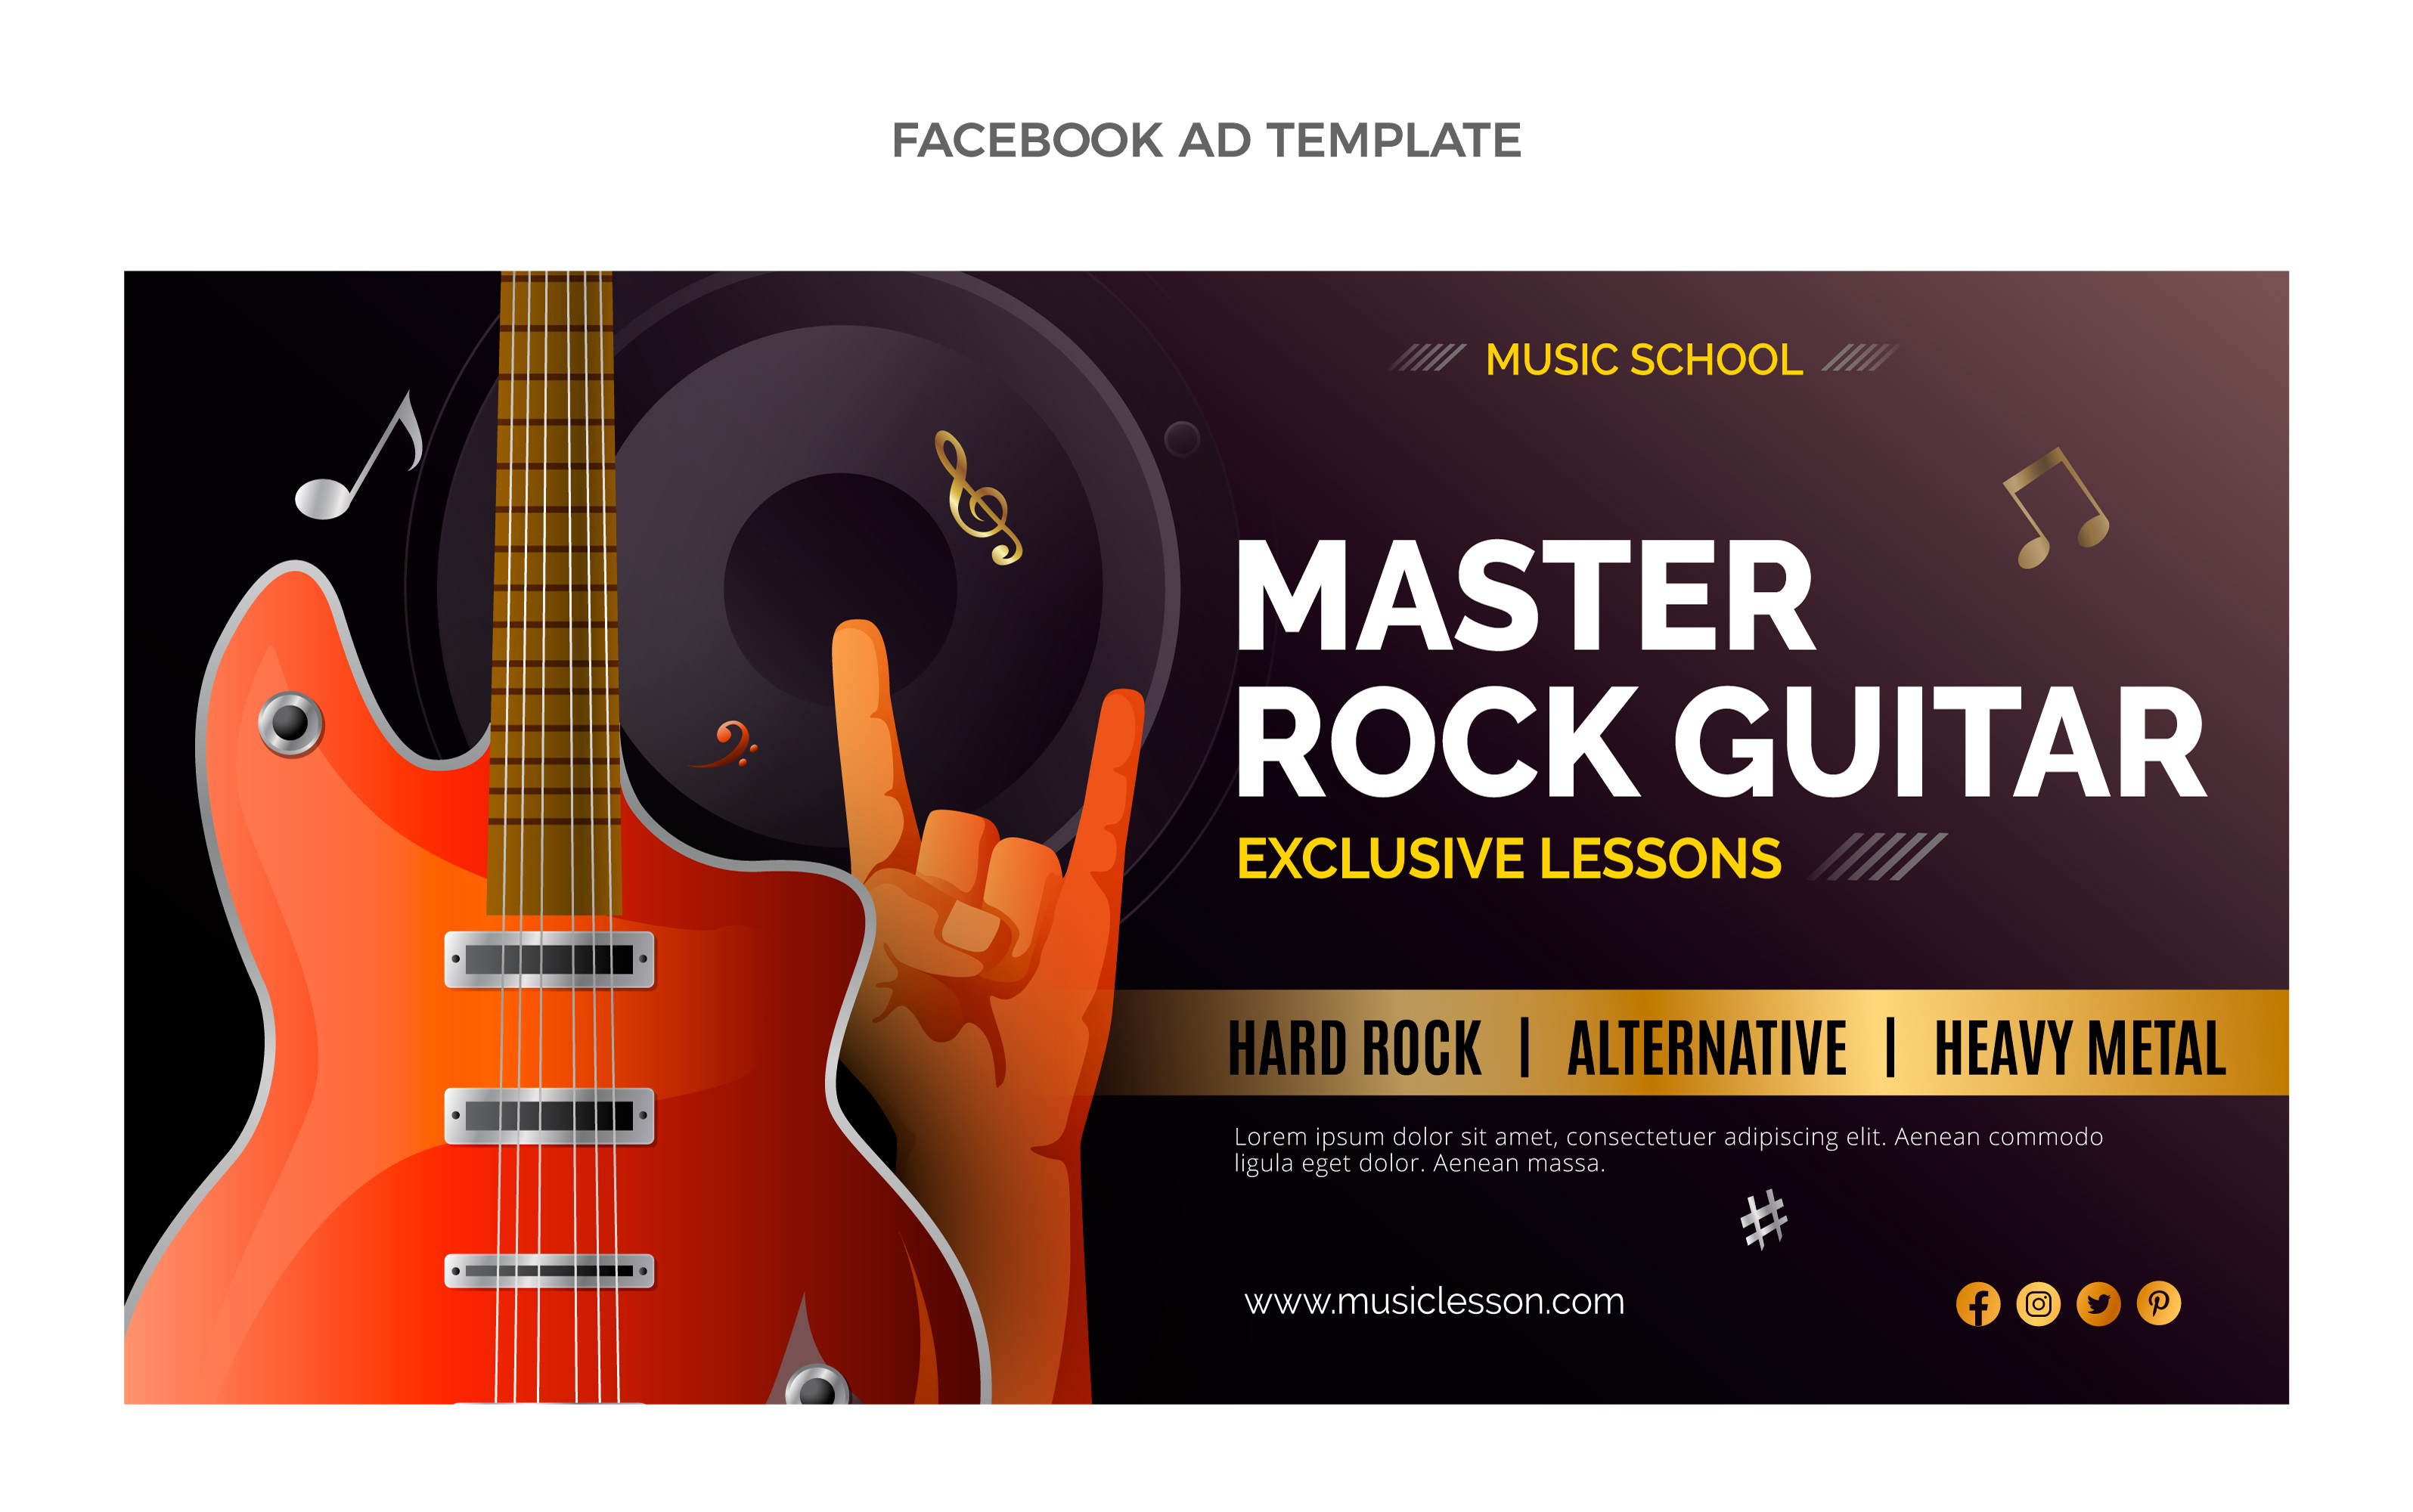 FACEBOOK AD TEMPLATE
MUSIC SCHOOL
MASTER
ROCK GUITAR
EXCLUSIVE LESSONS
HARD ROCK | ALTERNATIVE | HEAVY METAL
Lorem ipsum dolor sit amet, consectetuer adipiscing elit. Aenean commodo
ligula eget dolor. Aenean massa.
www.musiclesson.com